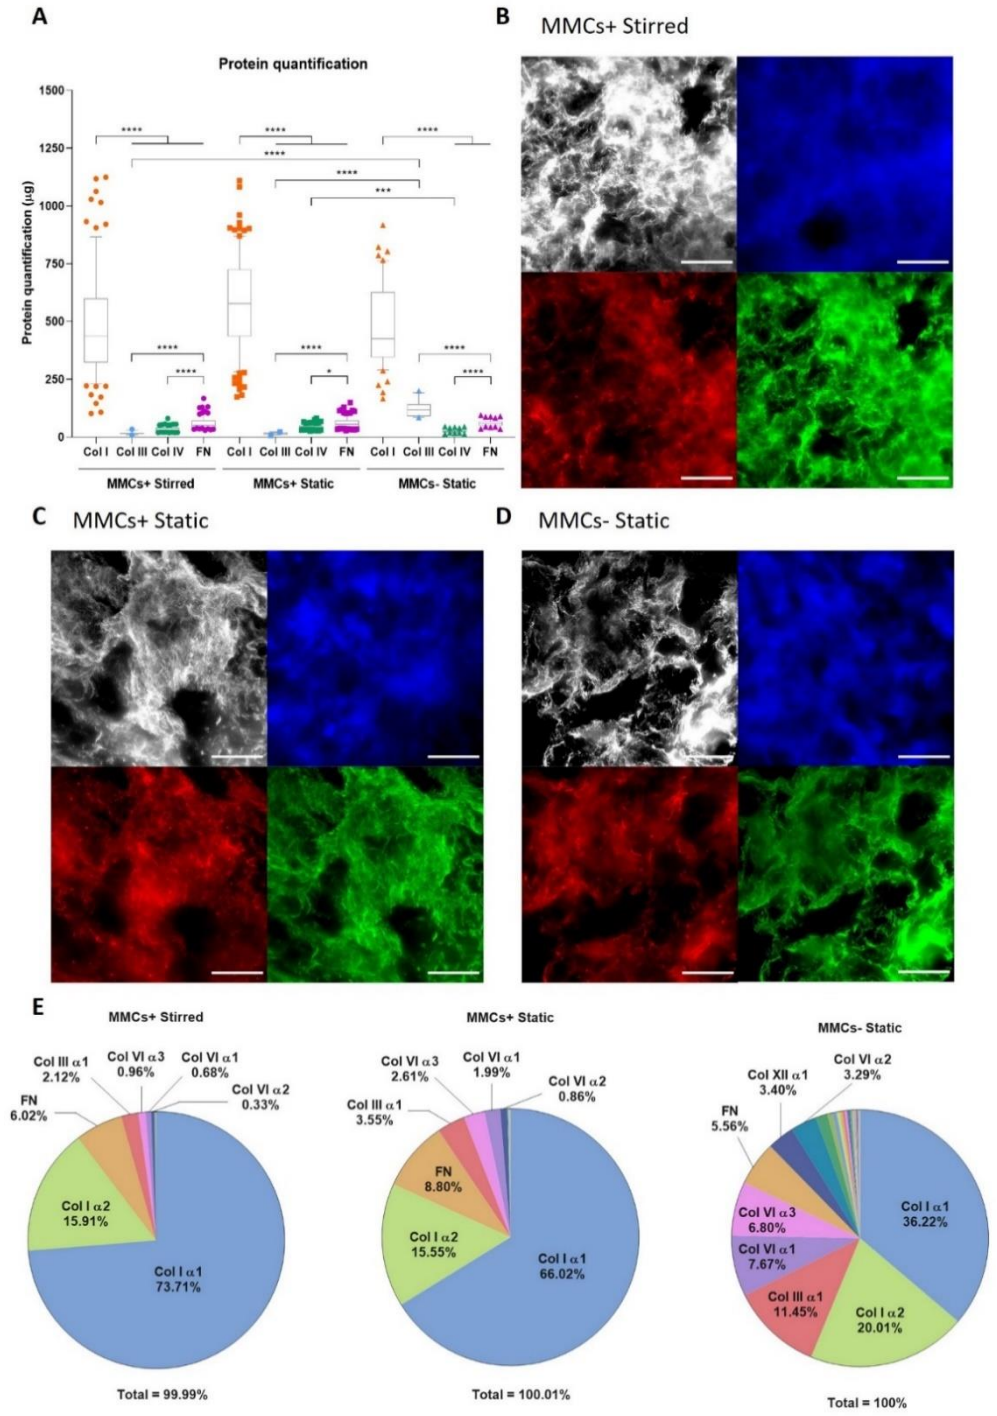 A
Protein quantification
Protein quantification (µg)
1500
1250
1000
750
500
250
0
****
****
****
****
****
***
****
****
****
*
****
****
Col I Col III Col IV FN Col I Col III Col IV FN Col I Col III Col IV FN
MMCs+ Stirred MMCs+ Static MMCs- Static
B MMCs+ Stirred
C MMCs+ Static
D MMCs- Static
E
MMCs+ Stirred
Col III α1
2.12%
Col VI α3
0.96%
Col VI α1
0.68%
Col VI α2
0.33%
FN
6.02%
Col I α2
15.91%
Col I α1
73.71%
Total = 99.99%
MMCs+ Static
Col VI α3
2.61%
Col VI α1
1.99%
Col VI α2
0.86%
Col III α1
3.55%
FN
8.80%
Col I α2
15.55%
Col I α1
66.02%
Total = 100.01%
MMCs- Static
Col VI α2
3.29%
Col XII α1
3.40%
FN
5.56%
Col VI α3
6.80%
Col VI α1
7.67%
Col III α1
11.45%
Col I α2
20.01%
Col I α1
36.22%
Total = 100%